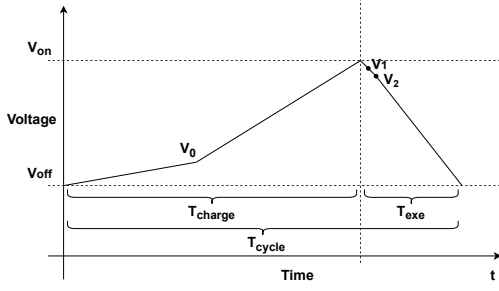 Von
V1
V2
Voltage
V0
Voff
Tcharge
Texe
Tcycle
Time
t